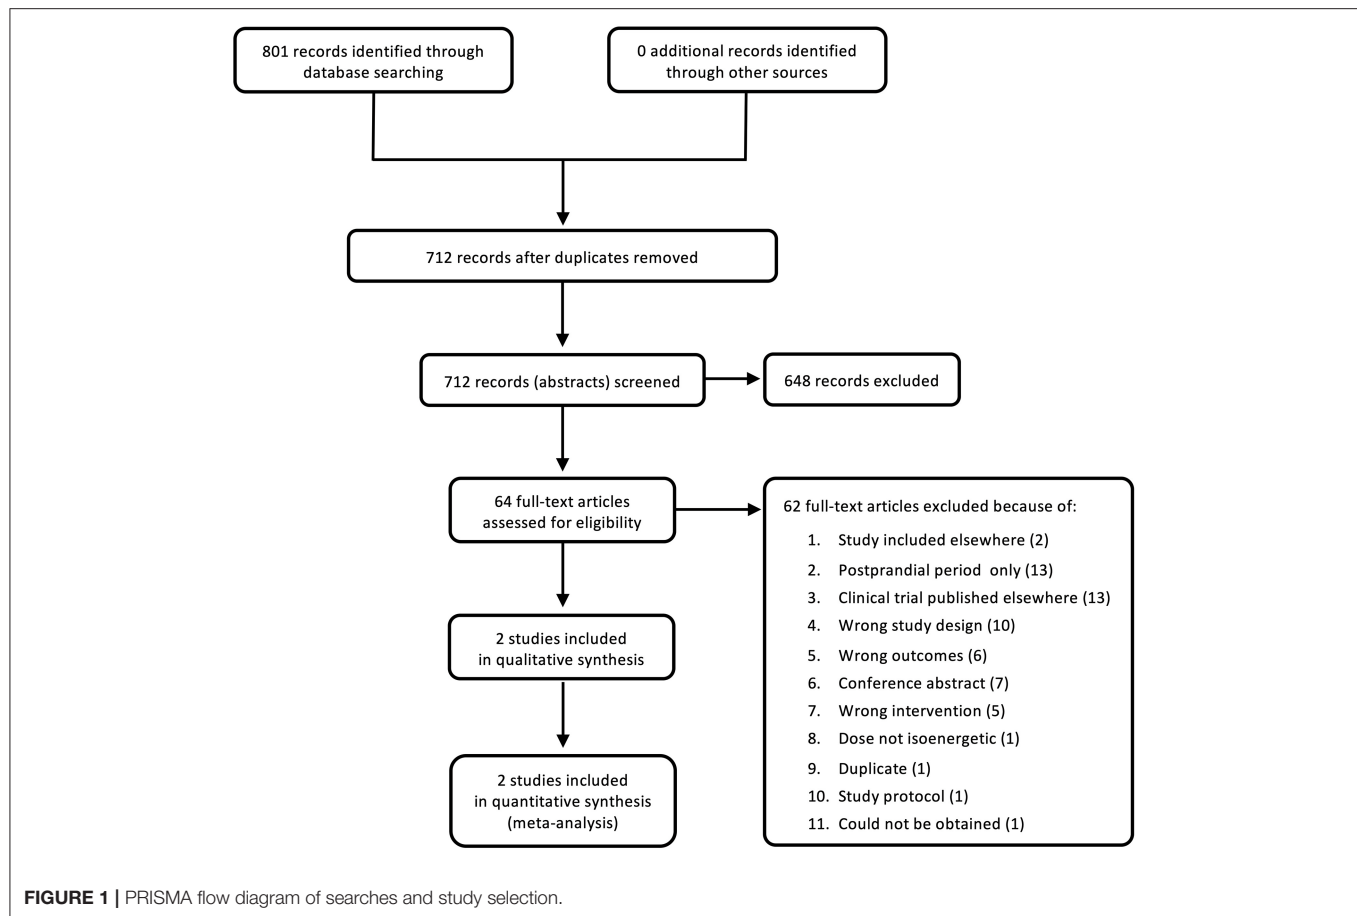 801 records identified through
database searching
0 additional records identified
through other sources
712 records after duplicates removed
712 records (abstracts) screened
648 records excluded
64 full-text articles
assessed for eligibility
62 full-text articles excluded because of:
1. Study included elsewhere (2)
2. Postprandial period only (13)
3. Clinical trial published elsewhere (13)
4. Wrong study design (10)
5. Wrong outcomes (6)
6. Conference abstract (7)
7. Wrong intervention (5)
8. Dose not isoenergetic (1)
9. Duplicate (1)
10. Study protocol (1)
11. Could not be obtained (1)
2 studies included
in qualitative synthesis
2 studies included
in quantitative synthesis
(meta-analysis)
FIGURE 1 | PRISMA flow diagram of searches and study selection.